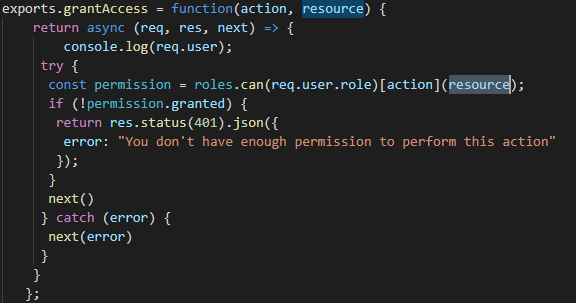 exports.grantAccess = function(action, resource) {
return async (req, res, next) => {
console.log(req.user);
try {
const permission = roles.can(req.user.role)[action](resource);
if (!permission.granted) {
return res.status(401).json({
error: "You don't have enough permission to perform this action"
});
}
next()
} catch (error) {
next(error)
}
}
};